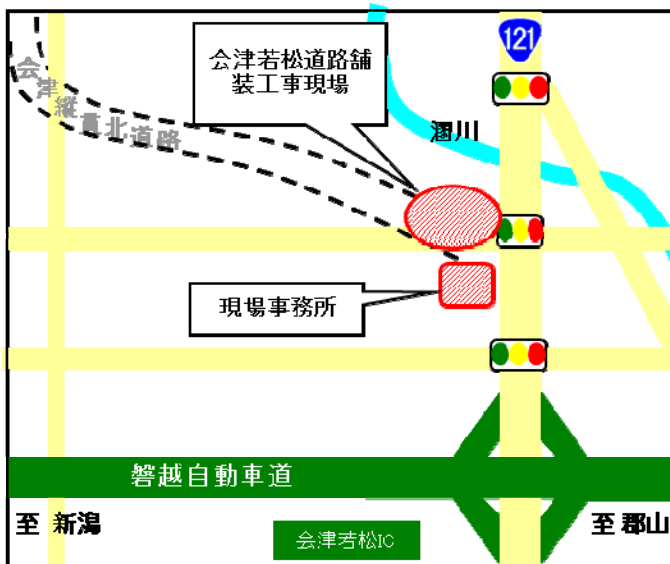 121
会津若松道路舗
装工事現場
会津縦貫北道路
濶川
現場事務所
磐越自動車道
至 新潟
会津若松IC
至 郡山